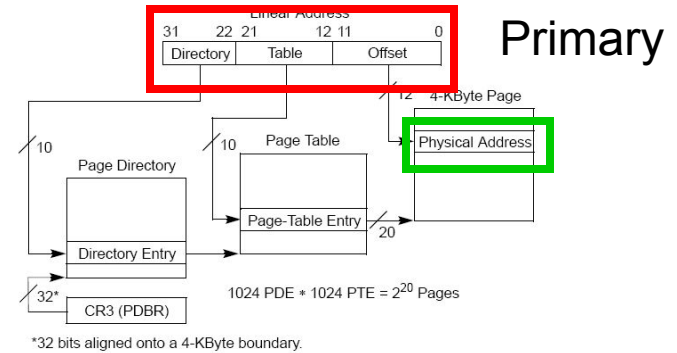 Linear Address
Primary
31 22 21 12 11 0
Directory Table Offset
12 4-KByte Page
10 10 Page Table Physical Address
Page Directory
Page-Table Entry
20
Directory Entry
32*
1024 PDE * 1024 PTE = 2^20 Pages
CR3 (PDBR)
*32 bits aligned onto a 4-KByte boundary.